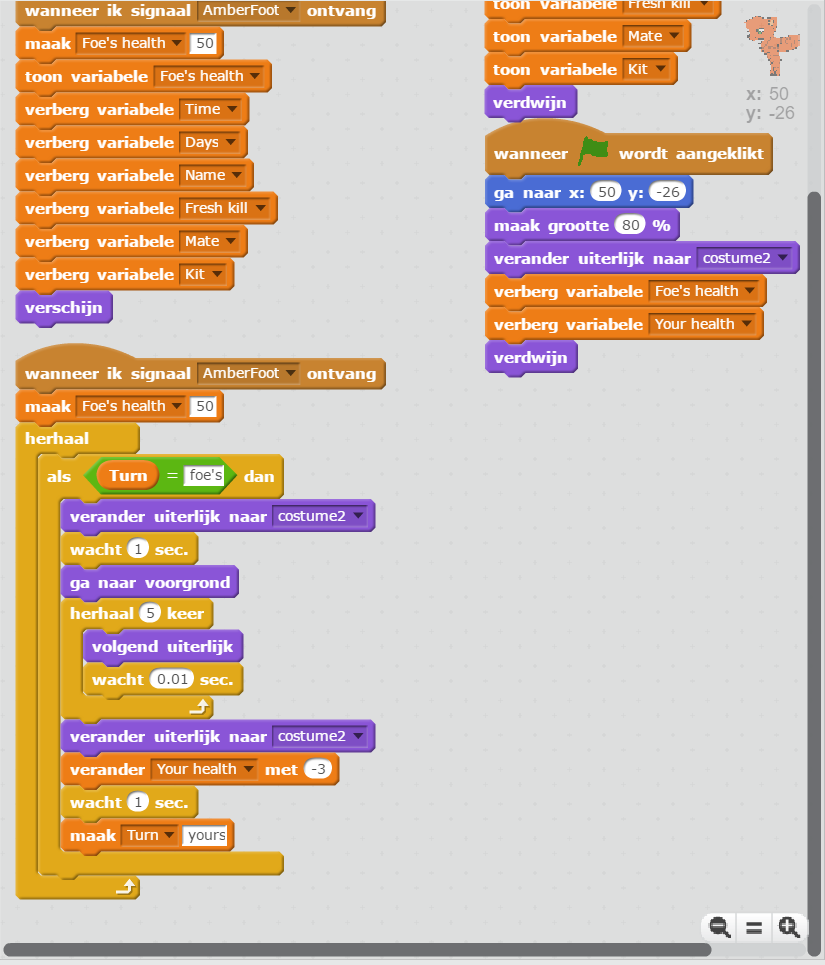 wanneer ik signaal AmberFoot ontvang
maak Foe's health 50
toon variabele Foe's health
verberg variabele Time
verberg variabele Days
verberg variabele Name
verberg variabele Fresh kill
verberg variabele Mate
verberg variabele Kit
verschijn
wanneer ik signaal AmberFoot ontvang
maak Foe's health 50
herhaal
als Turn = foe's dan
verander uiterlijk naar costume2
wacht 1 sec.
ga naar voorgrond
herhaal 5 keer
volgend uiterlijk
wacht 0.01 sec.
verander uiterlijk naar costume2
verander Your health met -3
wacht 1 sec.
maak Turn yours
toon variabele Fresh kill
toon variabele Mate
toon variabele Kit
verdwijn
wanneer wordt aangeklikt
ga naar x: 50 y: -26
maak grootte 80 %
verander uiterlijk naar costume2
verberg variabele Foe's health
verberg variabele Your health
verdwijn
x: 50
y: -26